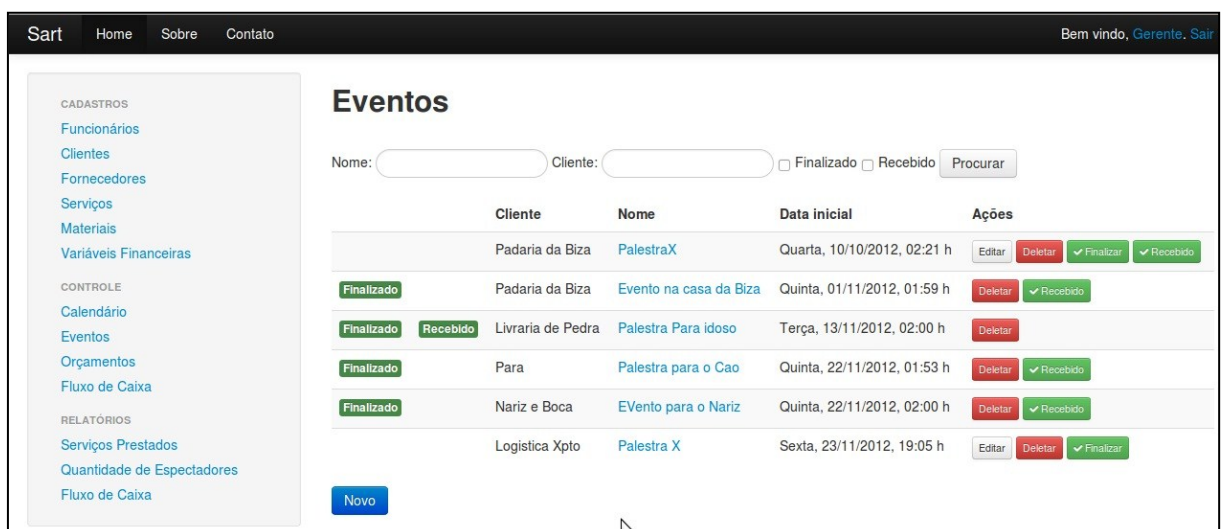 Sart Home Sobre Contato Bem vindo, Gerente. Sair
CADASTROS
Funcionários
Clientes
Fornecedores
Serviços
Materiais
Variáveis Financeiras
CONTROLE
Calendário
Eventos
Orçamentos
Fluxo de Caixa
RELATÓRIOS
Serviços Prestados
Quantidade de Espectadores
Fluxo de Caixa
Eventos
Nome: Cliente: Finalizado Recebido Procurar
Cliente Nome Data inicial Ações
Padaria da Biza PalestraX Quarta, 10/10/2012, 02:21 h Editar Deletar Finalizar Recebido
Finalizado Padaria da Biza Evento na casa da Biza Quinta, 01/11/2012, 01:59 h Deletar Recebido
Finalizado Recebido Livraria de Pedra Palestra Para idoso Terça, 13/11/2012, 02:00 h Deletar
Finalizado Para Palestra para o Cao Quinta, 22/11/2012, 01:53 h Deletar Recebido
Finalizado Nariz e Boca EVento para o Nariz Quinta, 22/11/2012, 02:00 h Deletar Recebido
Logistica Xpto Palestra X Sexta, 23/11/2012, 19:05 h Editar Deletar Finalizar
Novo